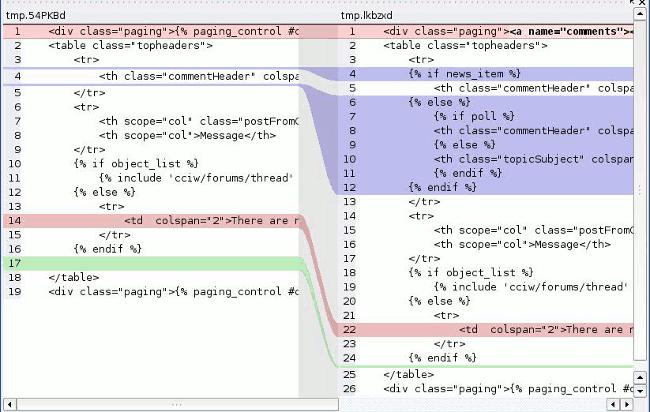 tmp.54PKBd
1 <div class="paging">{% paging_control #c
2 <table class="topheaders">
3 <tr>
4 <th class="commentHeader" colspa
5 </tr>
6 <tr>
7 <th scope="col" class="postFromC
8 <th scope="col">Message</th>
9 </tr>
10 {% if object_list %}
11 {% include 'cciw/forums/thread'
12 {% else %}
13 <tr>
14 <td  colspan="2">There are r
15 </tr>
16 {% endif %}
17
18 </table>
19 <div class="paging">{% paging_control #c
tmp.lkbzxd
1 <div class="paging"><a name="comments"><
2 <table class="topheaders">
3 <tr>
4 {% if news_item %}
5 <th class="commentHeader" colspa
6 {% else %}
7 {% if poll %}
8 <th class="commentHeader" colspa
9 {% else %}
10 <th class="topicSubject" colspan
11 {% endif %}
12 {% endif %}
13 </tr>
14 <tr>
15 <th scope="col" class="postFromC
16 <th scope="col">Message</th>
17 </tr>
18 {% if object_list %}
19 {% include 'cciw/forums/thread'
20 {% else %}
21 <tr>
22 <td  colspan="2">There are r
23 </tr>
24 {% endif %}
25 </table>
26 <div class="paging">{% paging_control #c